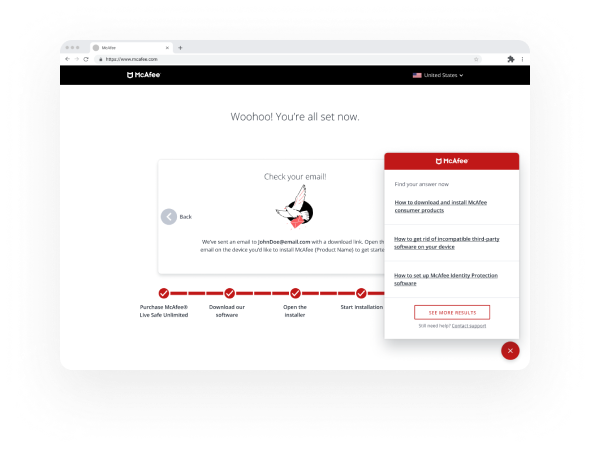 McAfee
https://www.mcafee.com
McAfee
United States
Woohoo! You're all set now.
Check your email!
Back
We've sent an email to JohnDoe@email.com with a download link. Open th
email on the device you'd like to install McAfee (Product Name) to get starte
Purchase McAfee®
Live Safe Unlimited
Download our
software
Open the
installer
Start installation
McAfee
Find your answer now
How to download and install McAfee
consumer products
How to get rid of incompatible third-party
software on your device
How to set up McAfee Identity Protection
software
SEE MORE RESULTS
Still need help? Contact support